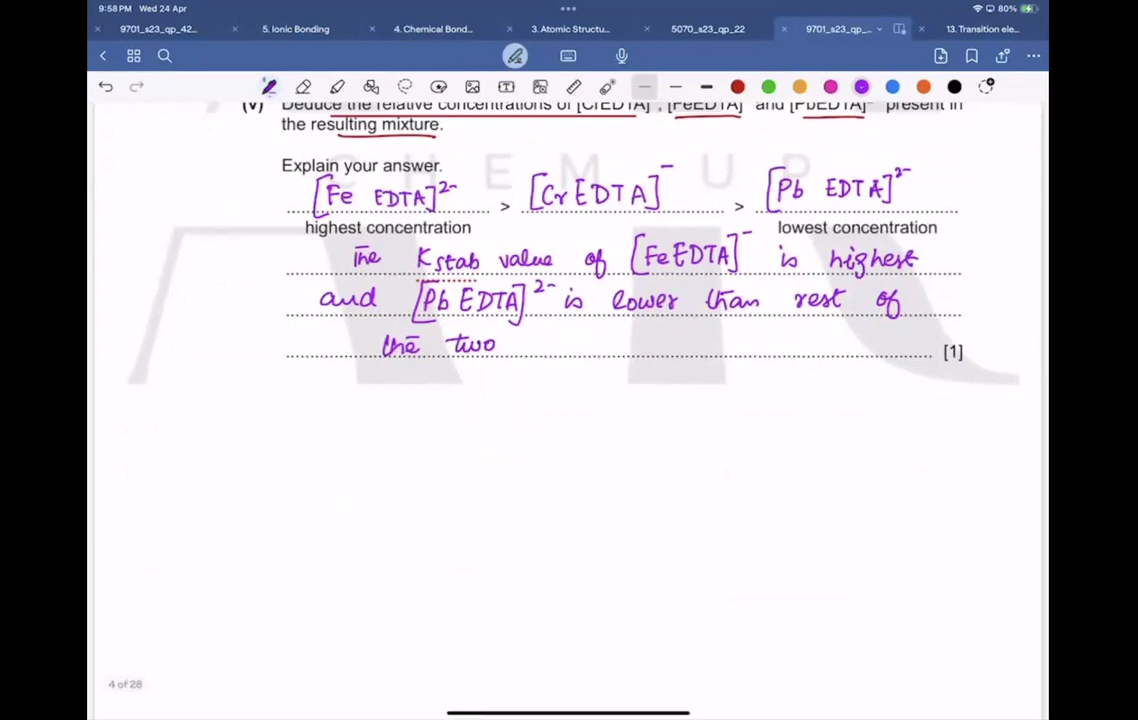 9:58 PM Wed 24 Apr
80%
9701_s23_qp_42...
5. Ionic Bonding
4. Chemical Bond...
3. Atomic Structu...
5070_s23_qp_22
9701_s23_qp_...
13. Transition ele...
(v) Deduce the relative concentrations of [CrEDTA]⁻, [FeEDTA]⁻ and [PbEDTA]²⁻ present in
the resulting mixture.
CHEM UP
Explain your answer.
[Fe EDTA]²⁻ > [CrEDTA]⁻ > [Pb EDTA]²⁻
highest concentration lowest concentration
The Kstab value of [FeEDTA]⁻ is highest
and [Pb EDTA]²⁻ is lower than rest of
the two
[1]
4 of 28